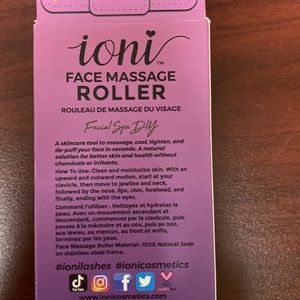 ioni™
FACE MASSAGE
ROLLER
ROULEAU DE MASSAGE DU VISAGE
Facial Spa DIY
A skincare tool to massage, cool, tighten, and
de-puff your face in seconds. A natural
solution for better skin and health without
chemicals or irritants.
How To Use: Clean and moisturize skin. With an
upward and outward motion, start at your
clavicle, then move to jawline and neck,
followed by the nose, lips, chin, forehead, and
finally, ending with the eyes.
Comment l'utiliser : Nettoyez et hydratez la
peau. Avec un mouvement ascendant et
descendant, commencez par la clavicule, puis
passez à la mâchoire et au cou, puis au nez,
aux lèvres, au menton, au front et enfin,
terminez par les yeux.
Face Massage Roller Material: 100% Natural Jade
on stainless steel frame.
#ionilashes #ionicosmetics
TikTok
www.ionicosmetics.com